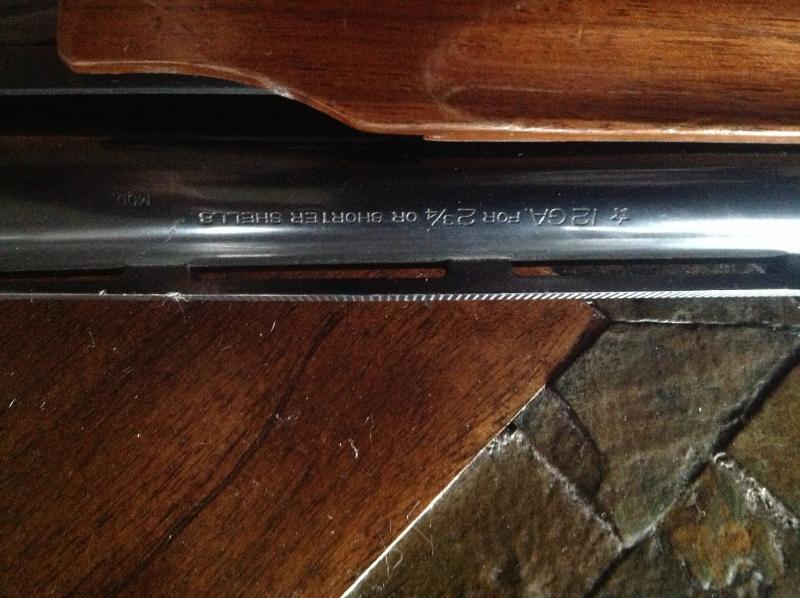 ☆ 12 GA. FOR 2¾ OR SHORTER SHELLS
MOD.